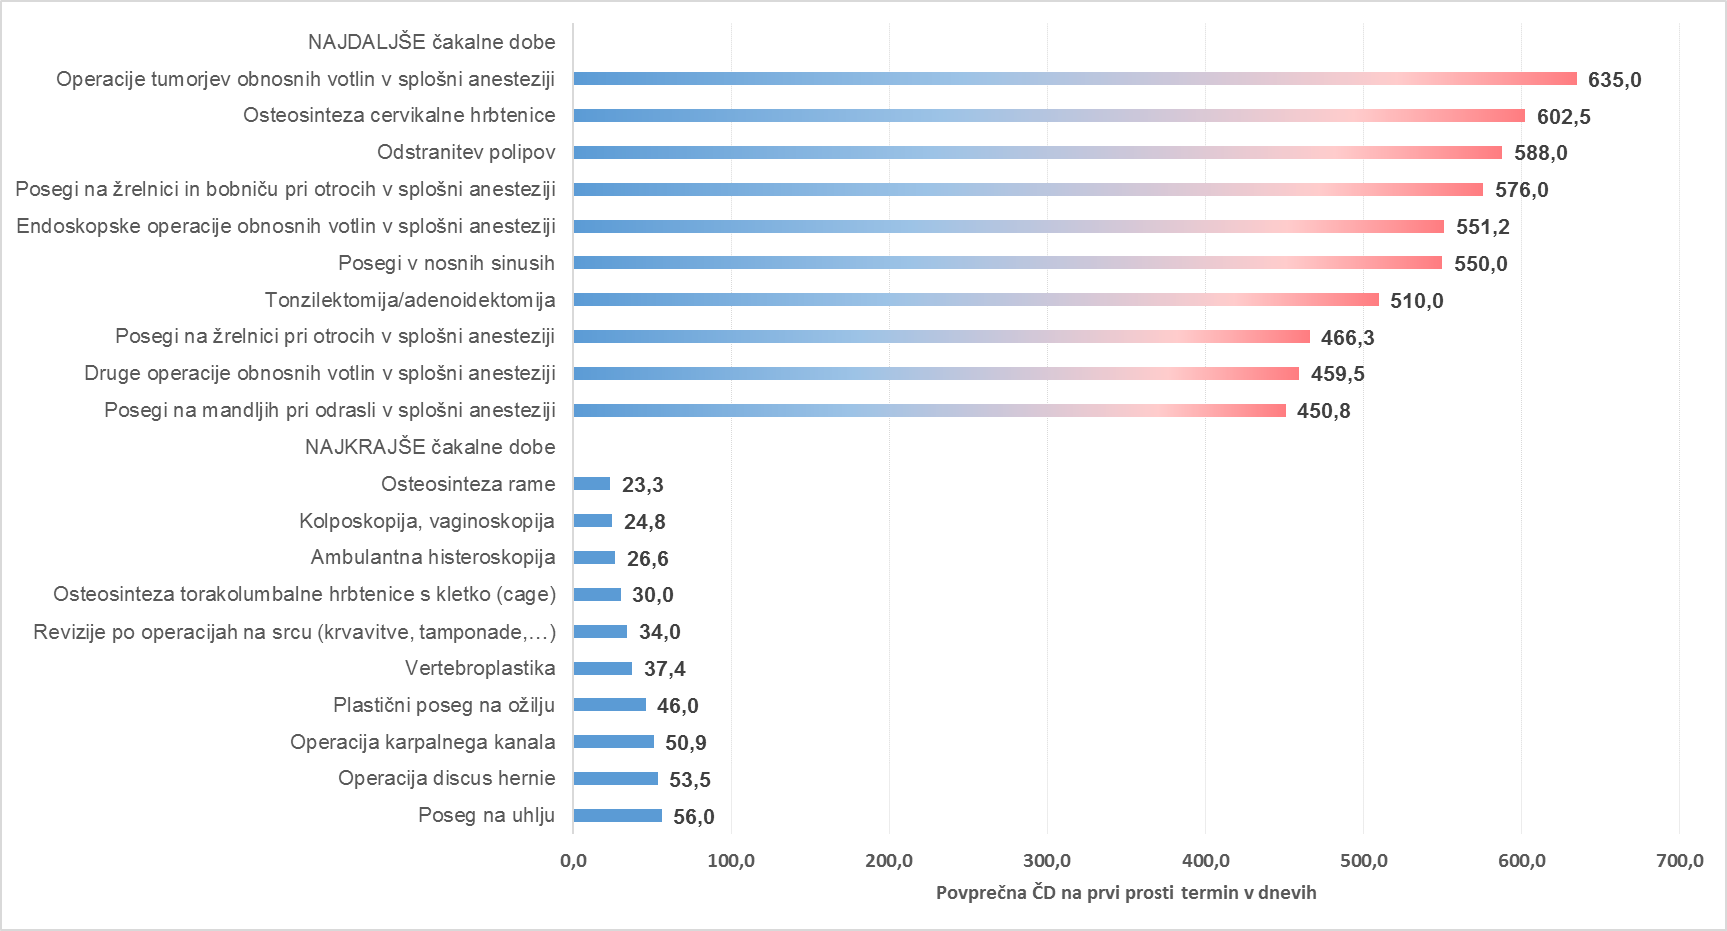 NAJDALJŠE čakalne dobe
Operacije tumorjev obnosnih votlin v splošni anesteziji 635,0
Osteosinteza cervikalne hrbtenice 602,5
Odstranitev polipov 588,0
Posegi na žrelnici in bobniču pri otrocih v splošni anesteziji 576,0
Endoskopske operacije obnosnih votlin v splošni anesteziji 551,2
Posegi v nosnih sinusih 550,0
Tonzilektomija/adenoidektomija 510,0
Posegi na žrelnici pri otrocih v splošni anesteziji 466,3
Druge operacije obnosnih votlin v splošni anesteziji 459,5
Posegi na mandljih pri odrasli v splošni anesteziji 450,8
NAJKRAJŠE čakalne dobe
Osteosinteza rame 23,3
Kolposkopija, vaginoskopija 24,8
Ambulantna histeroskopija 26,6
Osteosinteza torakolumbalne hrbtenice s kletko (cage) 30,0
Revizije po operacijah na srcu (krvavitve, tamponade,…) 34,0
Vertebroplastika 37,4
Plastični poseg na ožilju 46,0
Operacija karpalnega kanala 50,9
Operacija discus hernie 53,5
Poseg na uhlju 56,0
0,0 100,0 200,0 300,0 400,0 500,0 600,0 700,0
Povprečna ČD na prvi prosti termin v dnevih